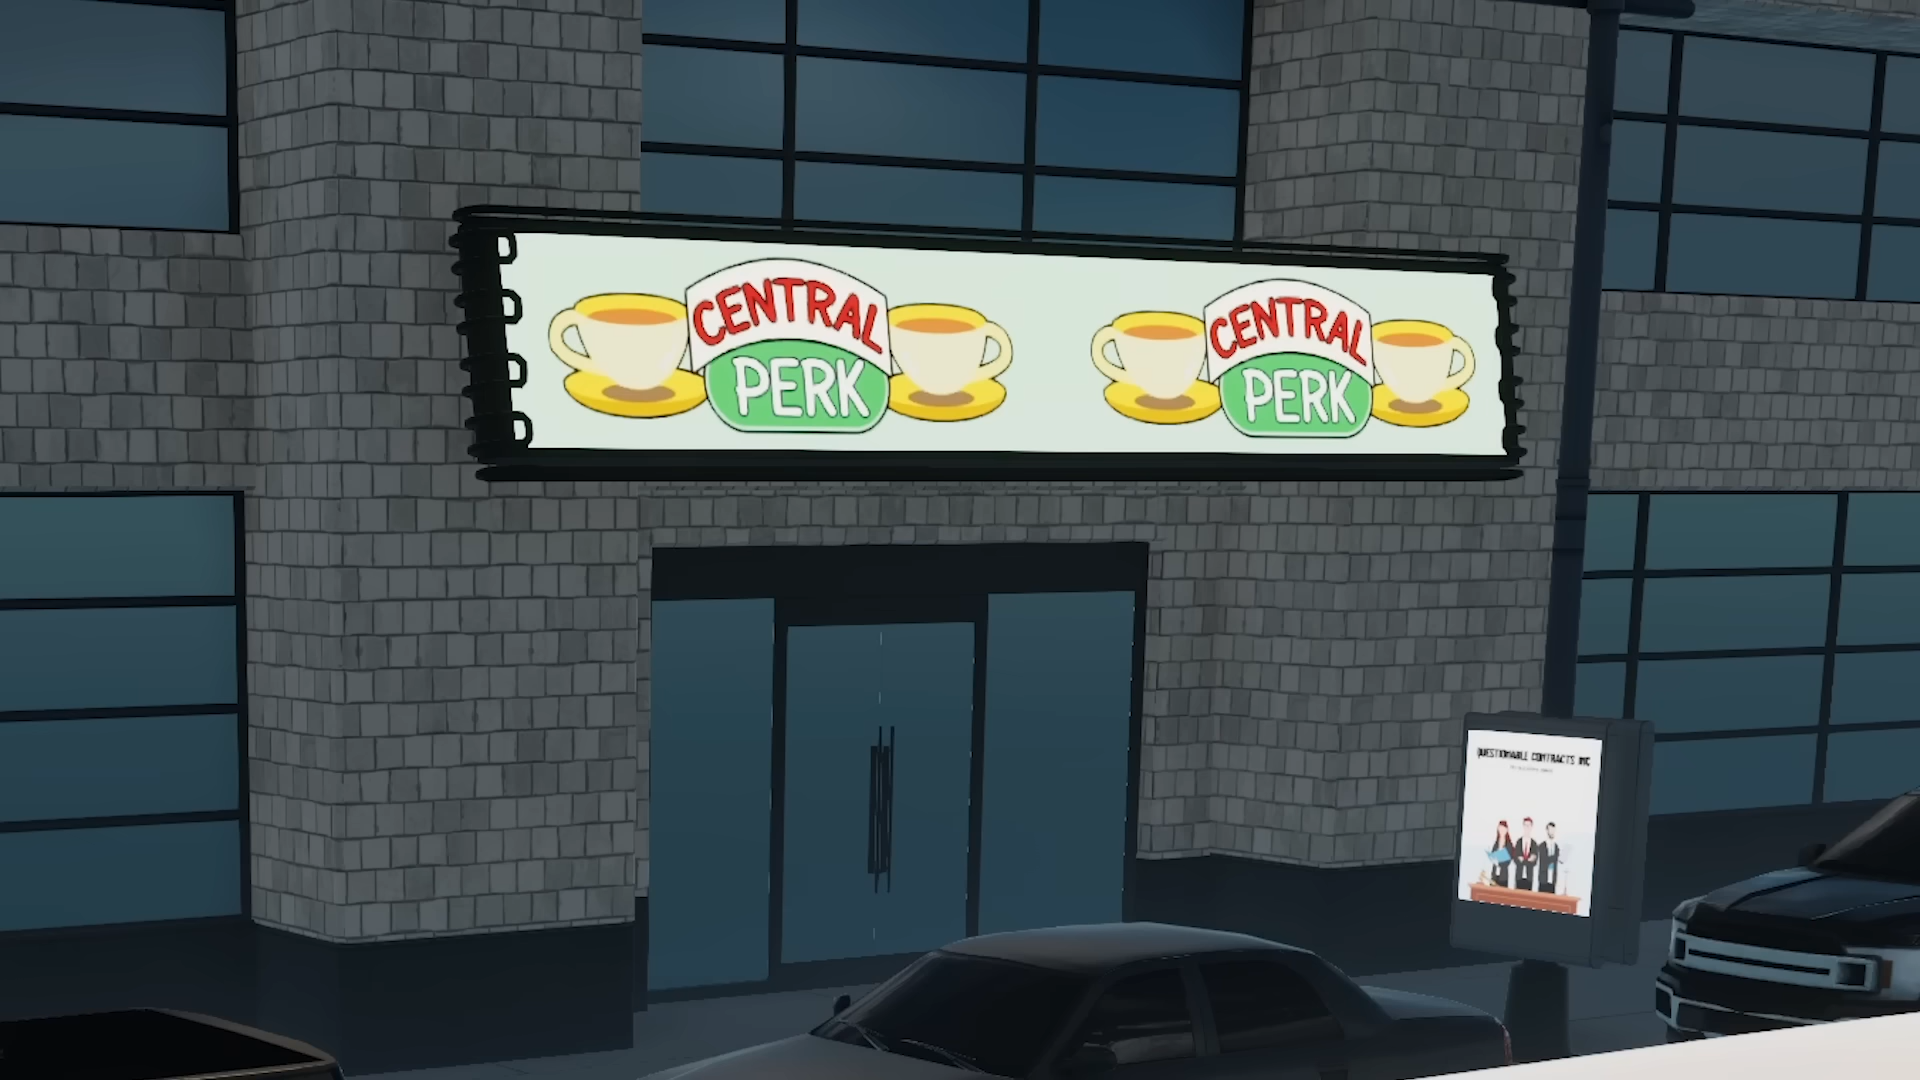 CENTRAL
PERK
CENTRAL
PERK
QUESTIONABLE CONTRACTS INC